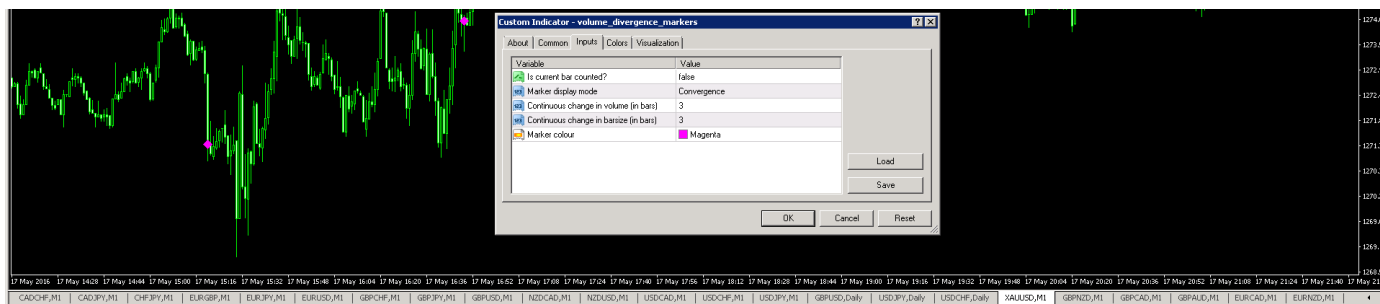 Custom Indicator - volume_divergence_markers
About Common Inputs Colors Visualization
Variable Value
Is current bar counted? false
Marker display mode Convergence
123 Continuous change in volume (in bars) 3
123 Continuous change in barsize (in bars) 3
Marker colour Magenta
Load
Save
OK Cancel Reset
17 May 2016 17 May 14:28 17 May 14:44 17 May 15:00 17 May 15:16 17 May 15:32 17 May 15:48 17 May 16:04 17 May 16:20 17 May 16:36 17 May 16:52 17 May 17:08 17 May 17:24 17 May 17:40 17 May 17:56 17 May 18:12 17 May 18:28 17 May 18:44 17 May 19:00 17 May 19:16 17 May 19:32 17 May 19:48 17 May 20:04 17 May 20:20 17 May 20:36 17 May 20:52 17 May 21:08 17 May 21:24 17 May 21:40 17 May 21
CADCHF,M1 CADJPY,M1 CHFJPY,M1 EURGBP,M1 EURJPY,M1 EURUSD,M1 GBPCHF,M1 GBPJPY,M1 GBPUSD,M1 NZDCAD,M1 NZDUSD,M1 USDCAD,M1 USDCHF,M1 USDJPY,M1 GBPUSD,Daily USDJPY,Daily USDCHF,Daily XAUUSD,M1 GBPNZD,M1 GBPCAD,M1 GBPAUD,M1 EURCAD,M1 EURNZD,M1